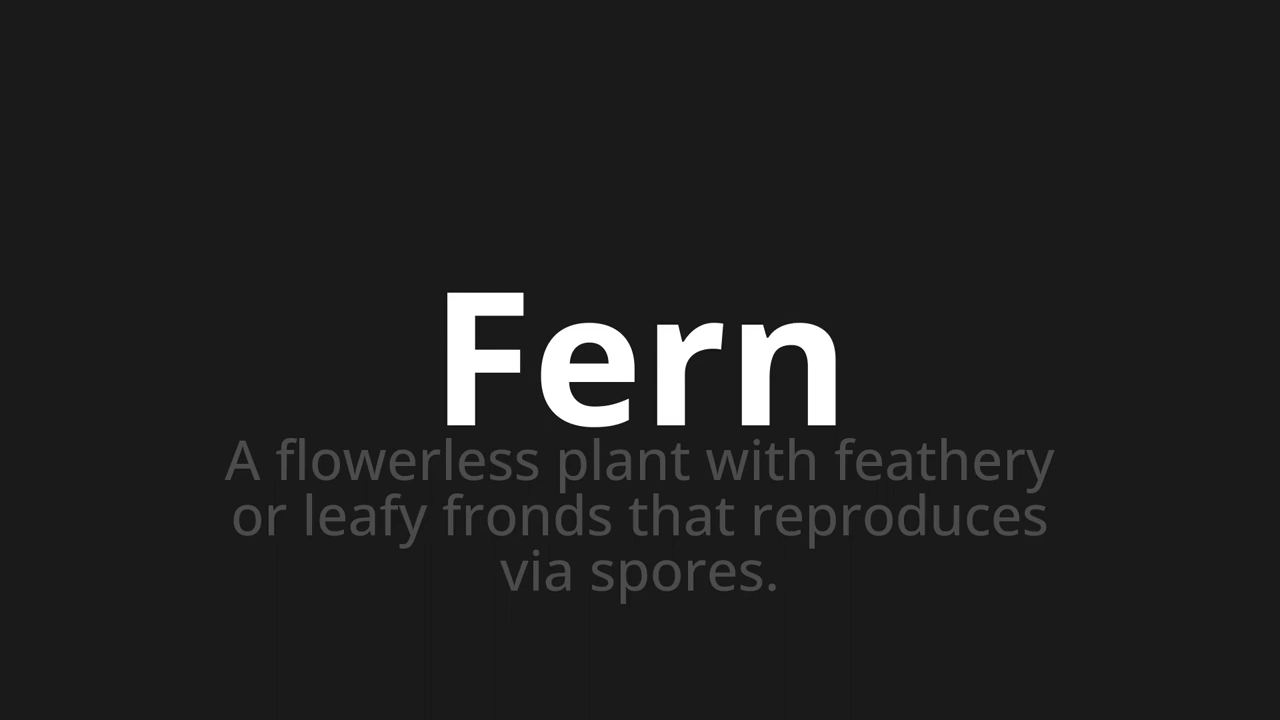 Fern
A flowerless plant with feathery
or leafy fronds that reproduces
via spores.